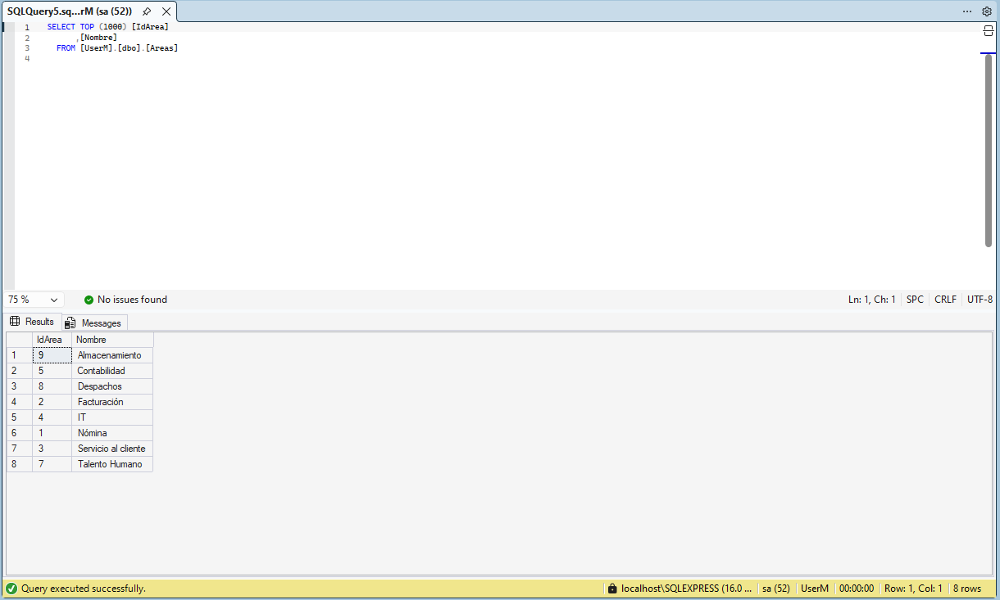 SQLQuery5.sq...rM (sa (52))
1 SELECT TOP (1000) [IdArea]
2 ,[Nombre]
3 FROM [UserM].[dbo].[Areas]
4
75 % No issues found Ln: 1, Ch: 1 SPC CRLF UTF-8
Results Messages
IdArea Nombre
1 9 Almacenamiento
2 5 Contabilidad
3 8 Despachos
4 2 Facturación
5 4 IT
6 1 Nómina
7 3 Servicio al cliente
8 7 Talento Humano
Query executed successfully. localhost\SQLEXPRESS (16.0 ... sa (52) UserM 00:00:00 Row: 1, Col: 1 8 rows